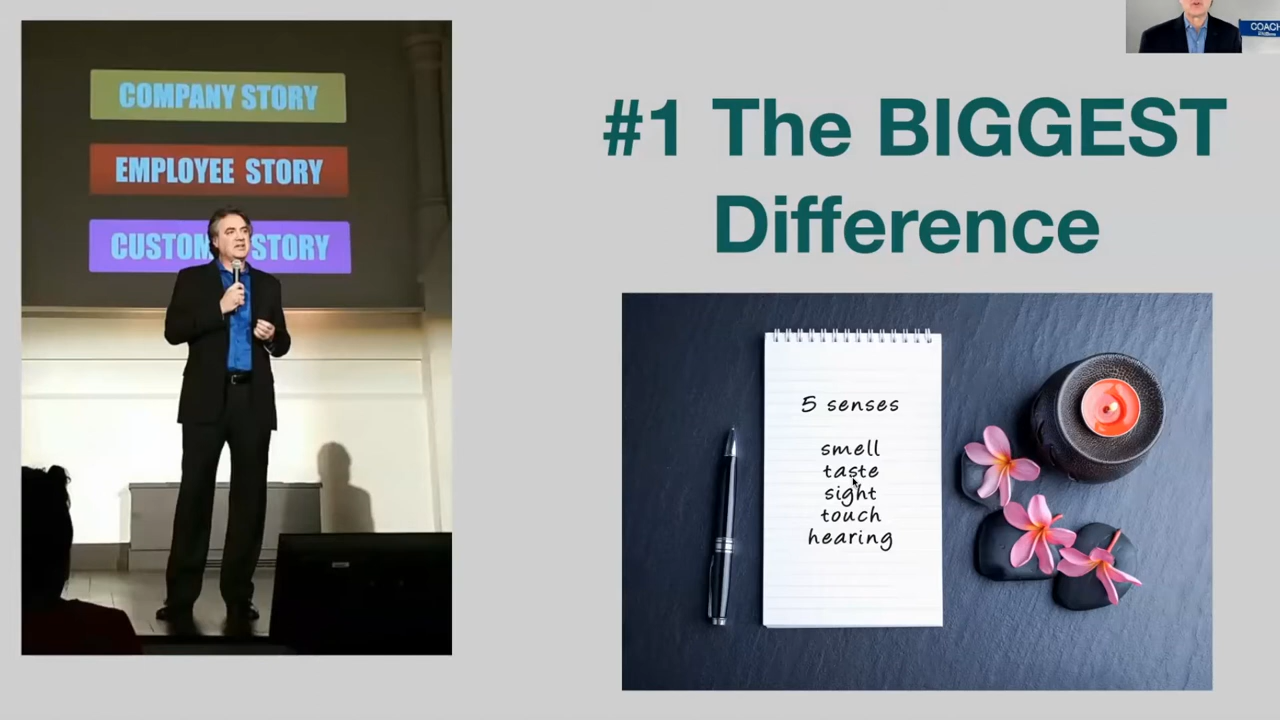 COACH
COMPANY STORY
EMPLOYEE STORY
STORY
#1 The BIGGEST
Difference
5 senses
smell
taste
sight
touch
hearing